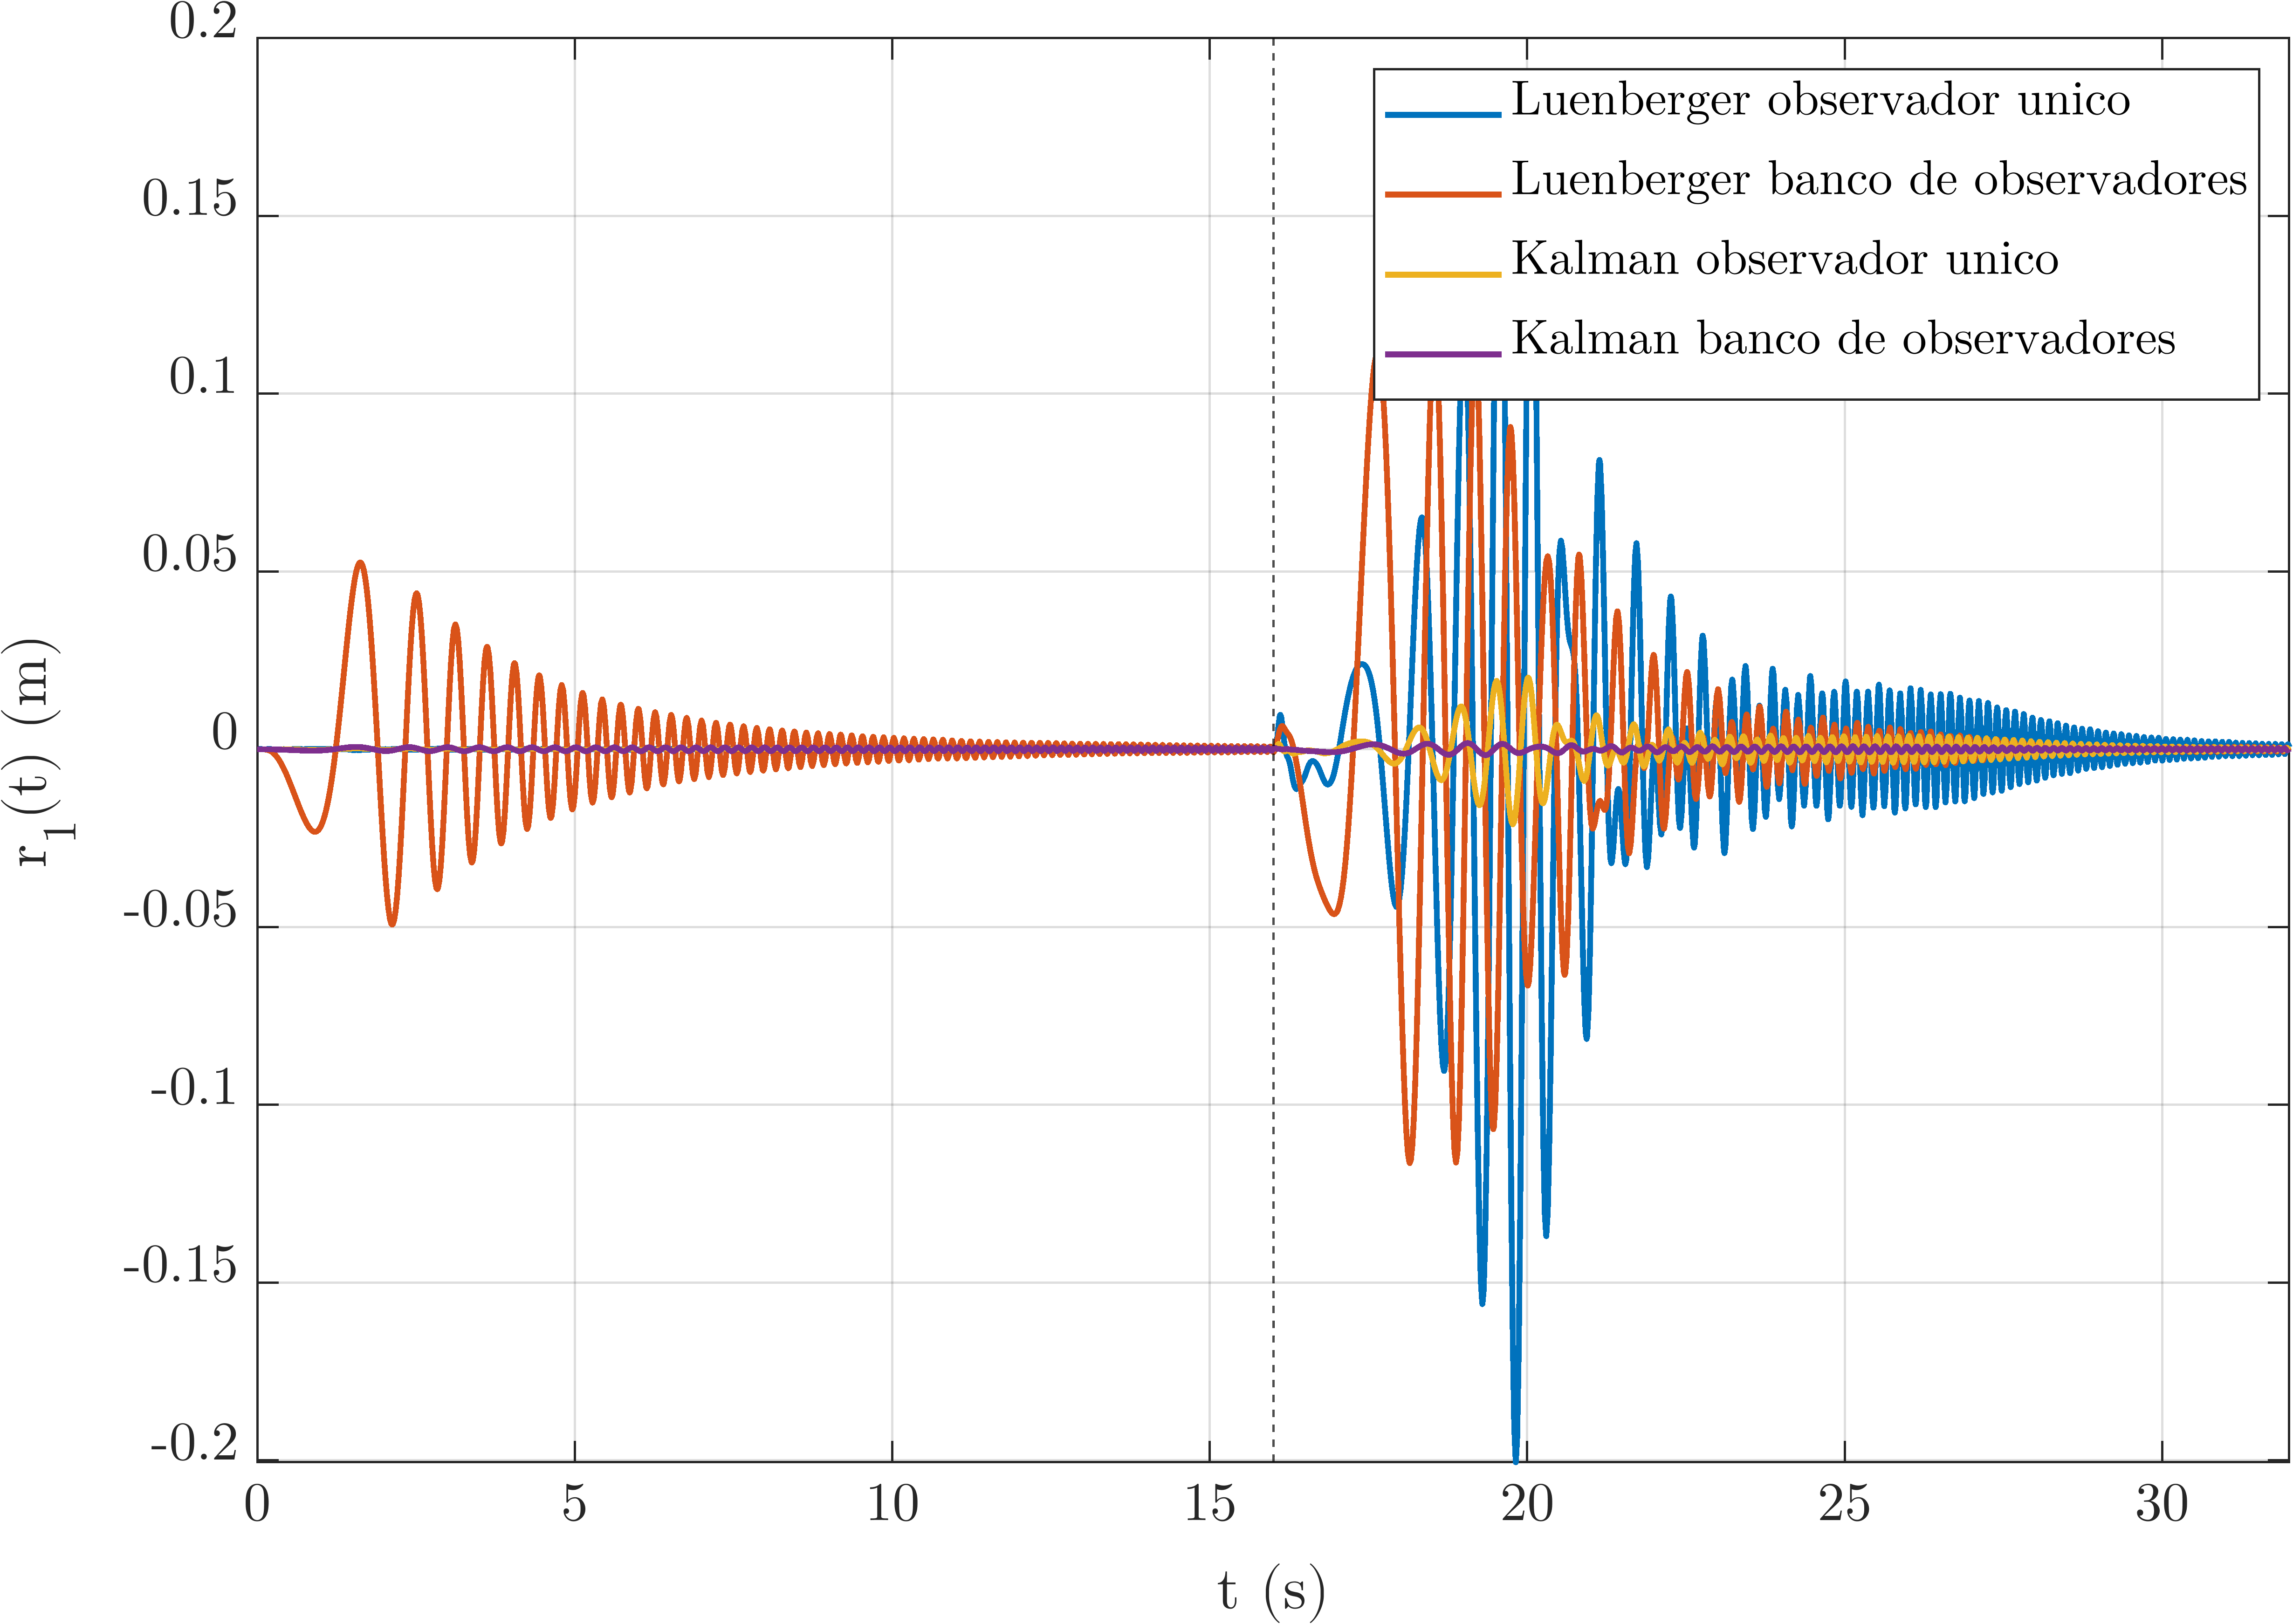 0.2
0.15
0.1
0.05
0
-0.05
-0.1
-0.15
-0.2
r1(t) (m)
Luenberger observador unico
Luenberger banco de observadores
Kalman observador unico
Kalman banco de observadores
0 5 10 15 20 25 30
t (s)